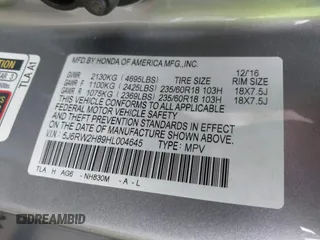 MFD.BY HONDA OF AMERICA MFG., INC.
12/16
GVWR 2130KG (4695LBS) TIRE SIZE RIM SIZE
GAWR F 1100KG (2425LBS) 235/60R18 103H 18X7.5J
GAWR R 1075KG (2369LBS) 235/60R18 103H 18X7.5J
THIS VEHICLE CONFORMS TO ALL APPLICABLE
FEDERAL MOTOR VEHICLE SAFETY AND
THEFT PREVENTION STANDARDS IN
EFFECT ON THE DATE OF MANUFACTURE
SHOWN ABOVE.
V.I.N: 5J6RW2H89HL004645 TYPE: MPV
TLA H AG6 - NH830M - A - L
TLA A1
DREAMBID